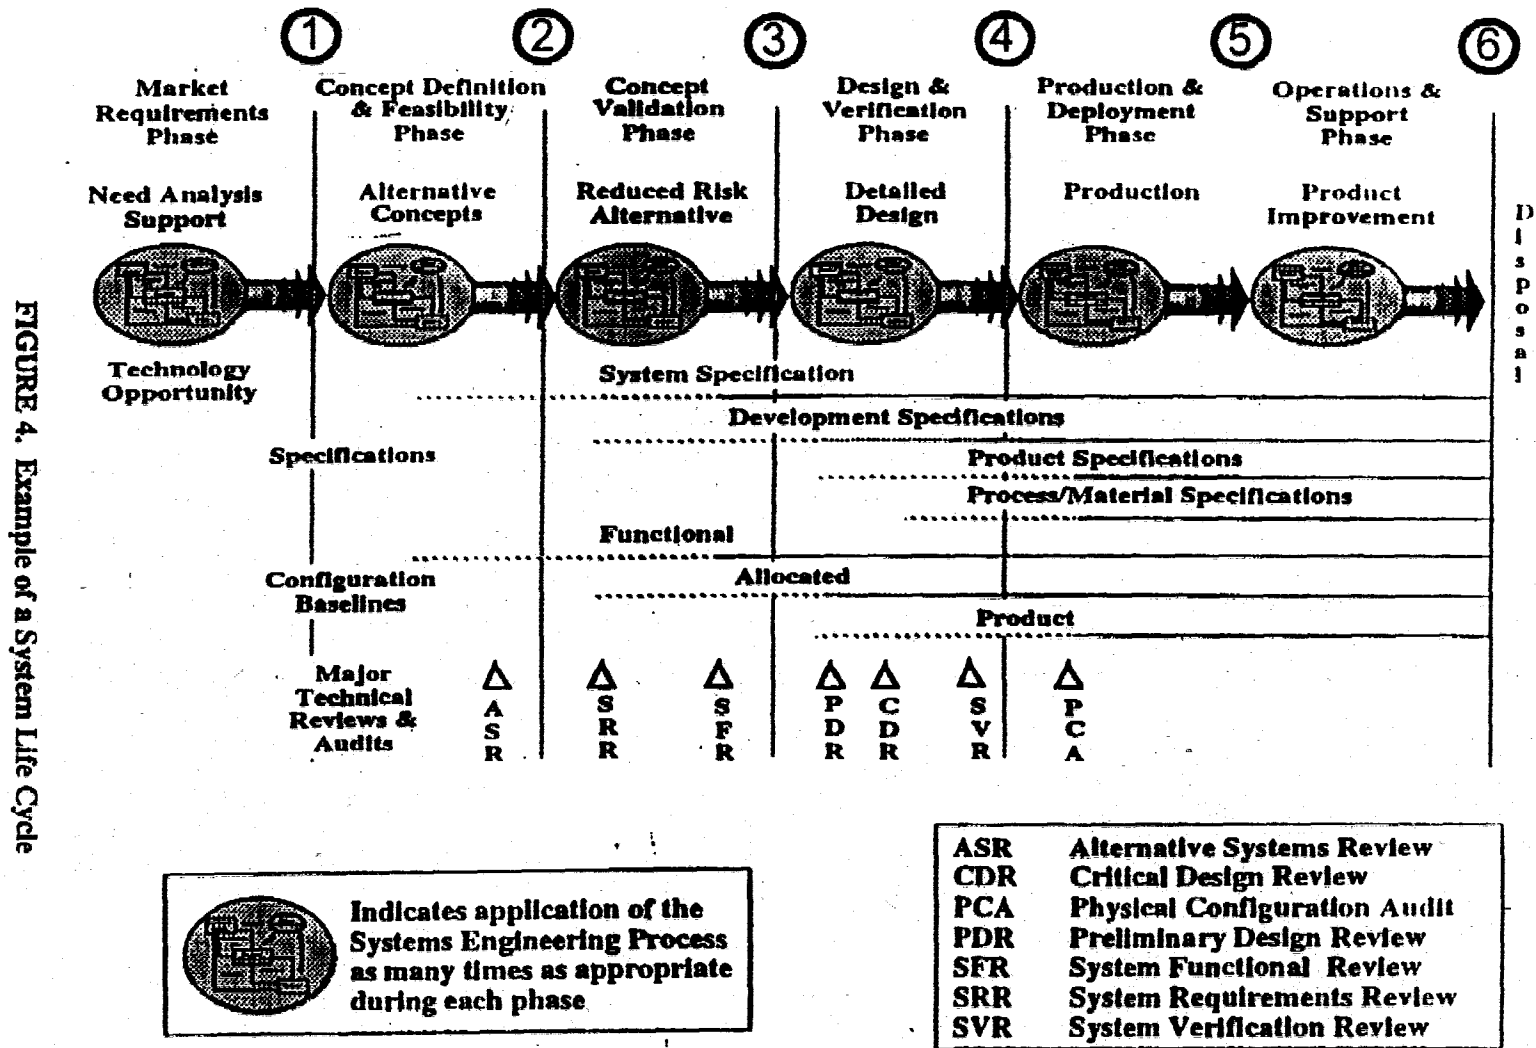 1
2
3
4
5
6
Market
Requirements
Phase
Concept Definition
& Feasibility
Phase
Concept
Validation
Phase
Design &
Verification
Phase
Production &
Deployment
Phase
Operations &
Support
Phase
Need Analysis
Support
Alternative
Concepts
Reduced Risk
Alternative
Detailed
Design
Production
Product
Improvement
Disposal
Technology
Opportunity
System Specification
Development Specifications
Specifications
Product Specifications
Process/Material Specifications
Functional
Configuration
Baselines
Allocated
Product
Major
Technical
Reviews &
Audits
ASR
SRR
SFR
PDR
CDR
SVR
PCA
FIGURE 4. Example of a System Life Cycle
Indicates application of the
Systems Engineering Process
as many times as appropriate
during each phase
ASR Alternative Systems Review
CDR Critical Design Review
PCA Physical Configuration Audit
PDR Preliminary Design Review
SFR System Functional Review
SRR System Requirements Review
SVR System Verification Review